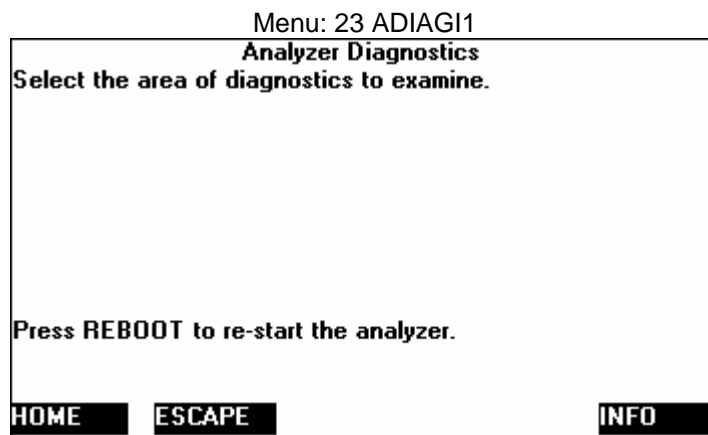 Menu: 23 ADIAGI1
Analyzer Diagnostics
Select the area of diagnostics to examine.
Press REBOOT to re-start the analyzer.
HOME ESCAPE INFO